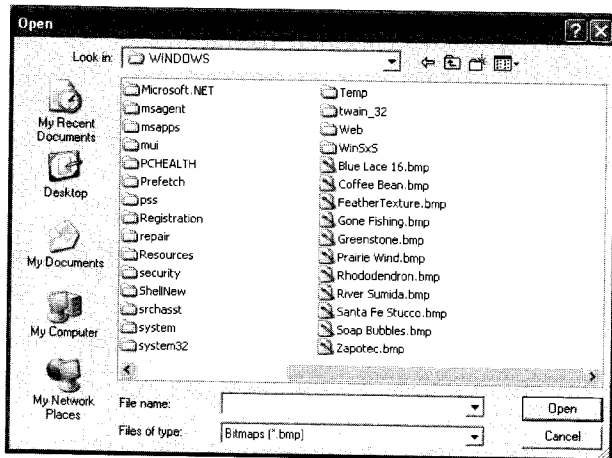 Open
Look in: WINDOWS
My Recent
Documents
Desktop
My Documents
My Computer
My Network
Places
Microsoft.NET
msagent
msapps
mui
PCHEALTH
Prefetch
pss
Registration
repair
Resources
security
ShellNew
srchasst
system
system32
Temp
twain_32
Web
WinSxS
Blue Lace 16.bmp
Coffee Bean.bmp
FeatherTexture.bmp
Gone Fishing.bmp
Greenstone.bmp
Prairie Wind.bmp
Rhododendron.bmp
River Sumida.bmp
Santa Fe Stucco.bmp
Soap Bubbles.bmp
Zapotec.bmp
File name:
Open
Files of type: Bitmaps (*.bmp)
Cancel